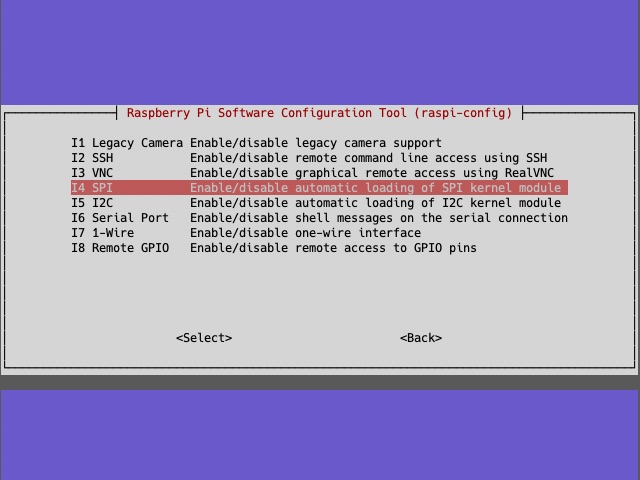 Raspberry Pi Software Configuration Tool (raspi-config)
I1 Legacy Camera Enable/disable legacy camera support
I2 SSH Enable/disable remote command line access using SSH
I3 VNC Enable/disable graphical remote access using RealVNC
I4 SPI Enable/disable automatic loading of SPI kernel module
I5 I2C Enable/disable automatic loading of I2C kernel module
I6 Serial Port Enable/disable shell messages on the serial connection
I7 1-Wire Enable/disable one-wire interface
I8 Remote GPIO Enable/disable remote access to GPIO pins
<Select> <Back>